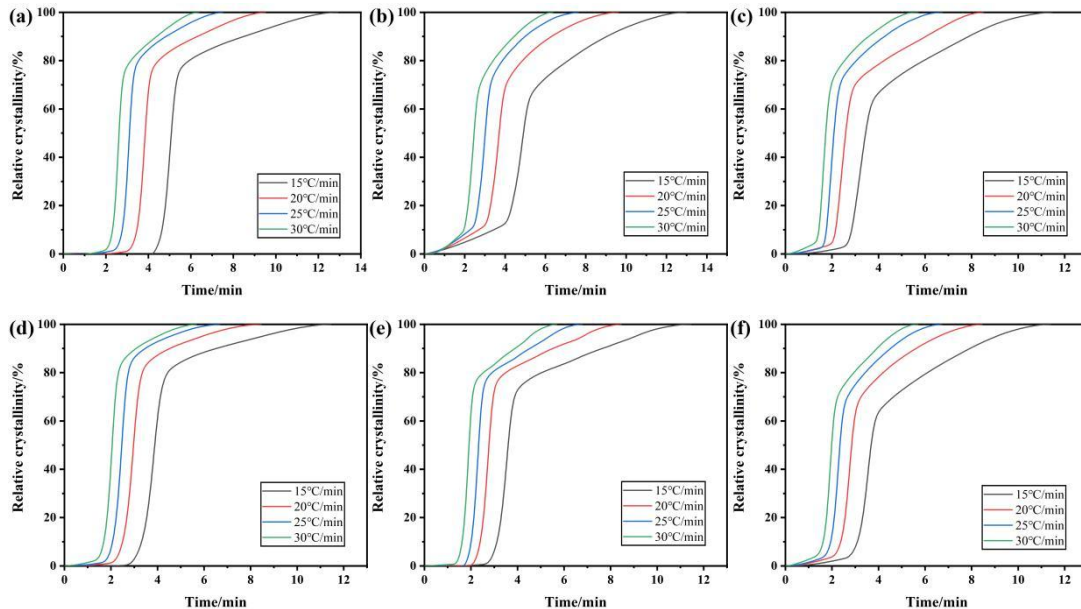 (a)
Relative crystallinity/%
100
80
60
40
20
0
15°C/min
20°C/min
25°C/min
30°C/min
0 2 4 6 8 10 12 14
Time/min
(b)
Relative crystallinity/%
100
80
60
40
20
0
15°C/min
20°C/min
25°C/min
30°C/min
0 2 4 6 8 10 12 14
Time/min
(c)
Relative crystallinity/%
100
80
60
40
20
0
15°C/min
20°C/min
25°C/min
30°C/min
0 2 4 6 8 10 12
Time/min
(d)
Relative crystallinity/%
100
80
60
40
20
0
15°C/min
20°C/min
25°C/min
30°C/min
0 2 4 6 8 10 12
Time/min
(e)
Relative crystallinity/%
100
80
60
40
20
0
15°C/min
20°C/min
25°C/min
30°C/min
0 2 4 6 8 10 12
Time/min
(f)
Relative crystallinity/%
100
80
60
40
20
0
15°C/min
20°C/min
25°C/min
30°C/min
0 2 4 6 8 10 12
Time/min